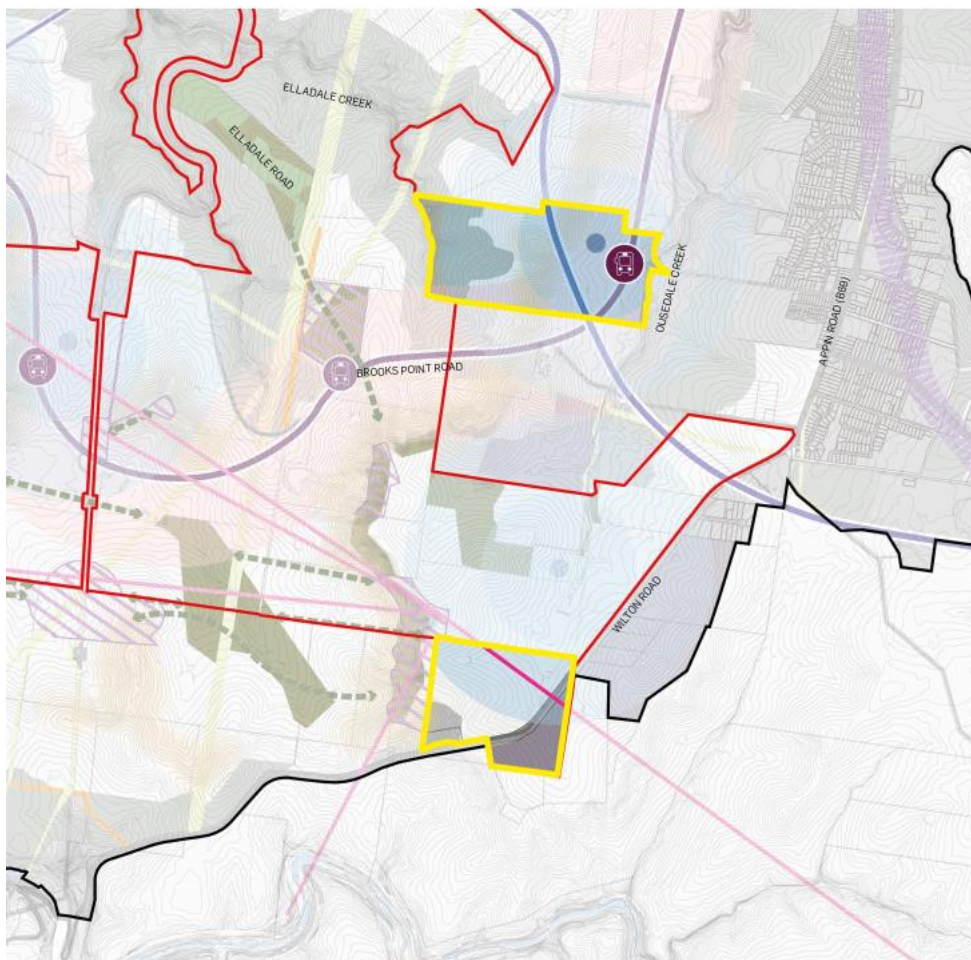 ELLADALE CREEK
ELLADALE ROAD
OUSEDALE CREEK
APPIN ROAD (B69)
BROOKS POINT ROAD
WILTON ROAD